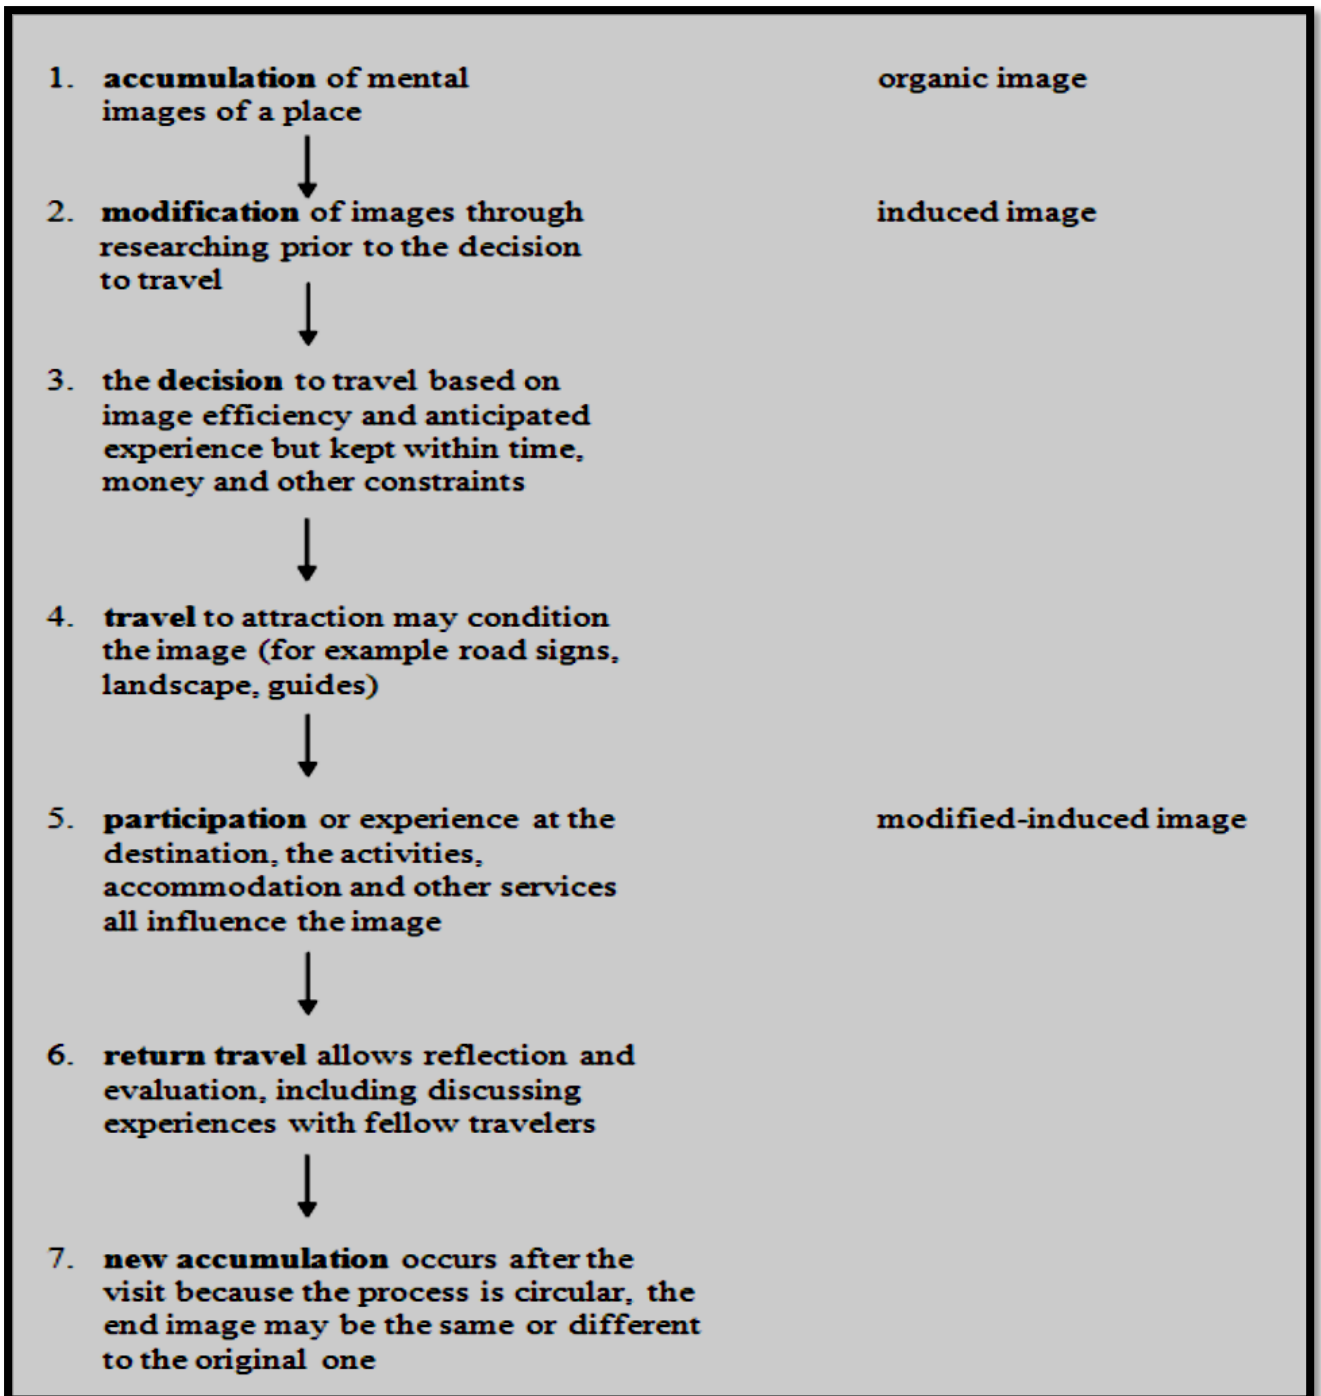 1. accumulation of mental organic image
images of a place
2. modification of images through induced image
researching prior to the decision
to travel
3. the decision to travel based on
image efficiency and anticipated
experience but kept within time,
money and other constraints
4. travel to attraction may condition
the image (for example road signs,
landscape, guides)
5. participation or experience at the modified-induced image
destination, the activities,
accommodation and other services
all influence the image
6. return travel allows reflection and
evaluation, including discussing
experiences with fellow travelers
7. new accumulation occurs after the
visit because the process is circular, the
end image may be the same or different
to the original one